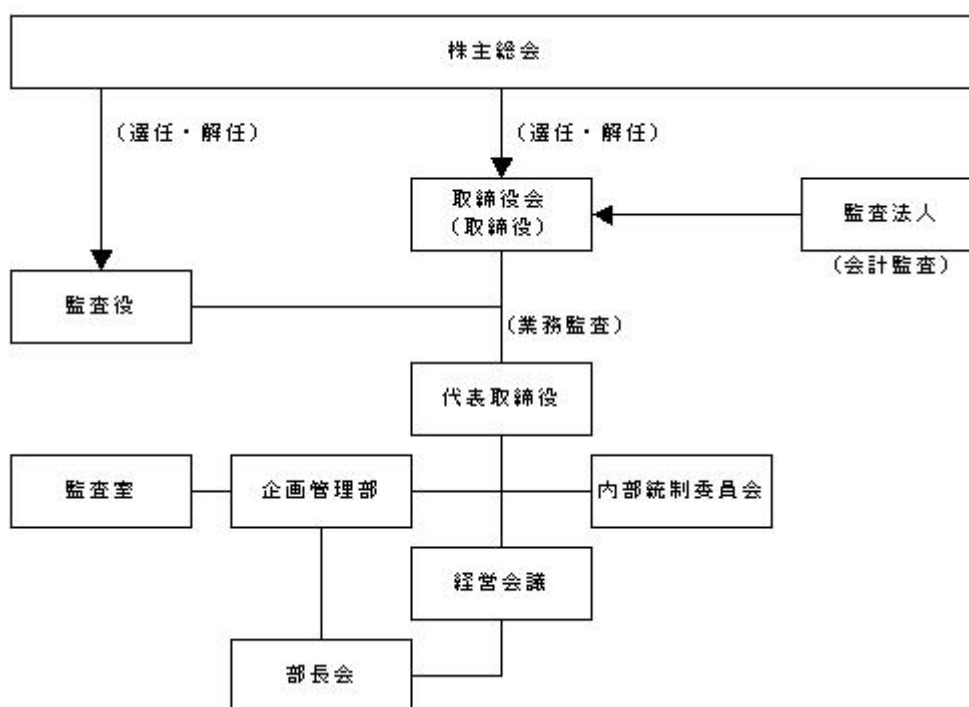 株主総会
(選任・解任)
(選任・解任)
取締役会
(取締役)
監査法人
(会計監査)
監査役
(業務監査)
代表取締役
監査室
企画管理部
内部統制委員会
経営会議
部長会